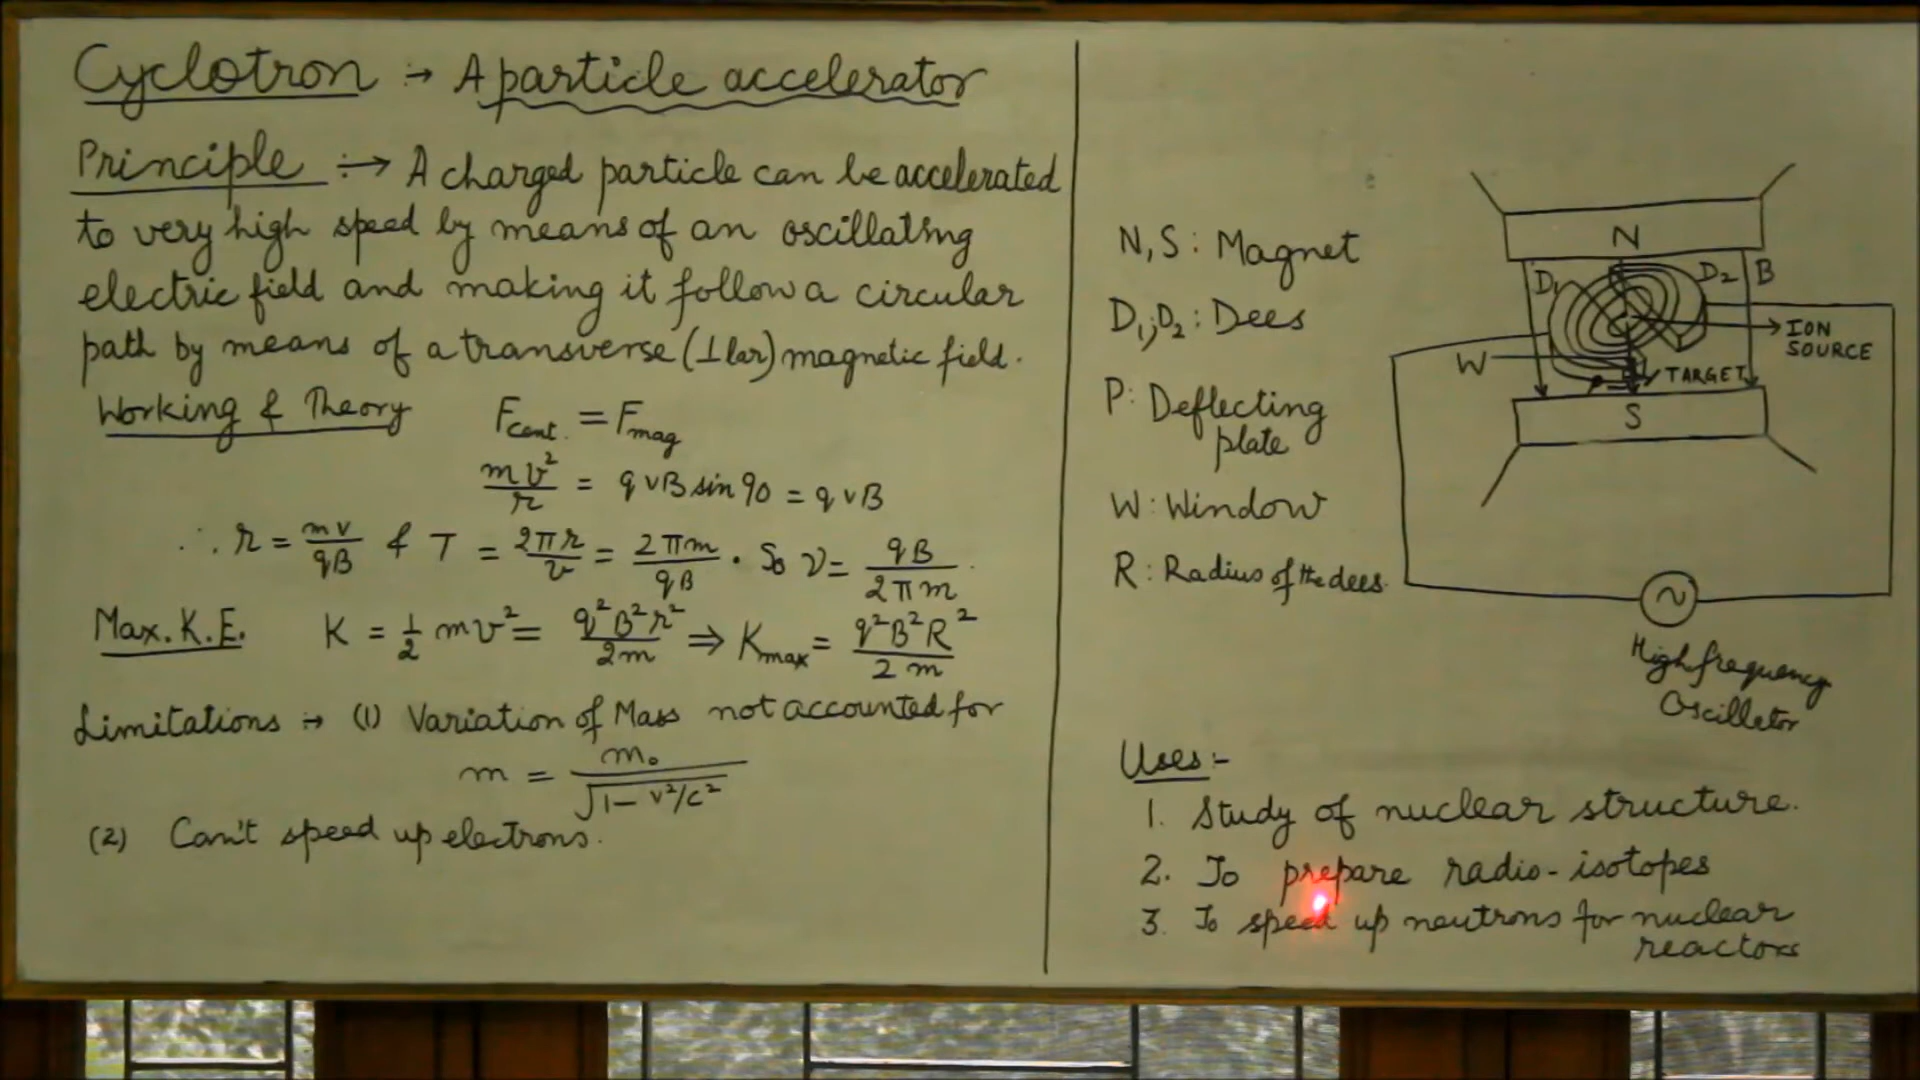 Cyclotron → A particle accelerator
Principle :→ A charged particle can be accelerated
to very high speed by means of an oscillating
electric field and making it follow a circular
path by means of a transverse (⊥lar) magnetic field.
Working & Theory
F_cent. = F_mag
mv²/r = qvB sin 90 = qvB
∴ r = mv/qB & T = 2πr/v = 2πm/qB . So ν = qB/2πm
Max. K.E. K = 1/2 mv² = q²B²r²/2m ⇒ K_max = q²B²R²/2m
Limitations :→ (1) Variation of Mass not accounted for
m = m₀/√(1 - v²/c²)
(2) Can't speed up electrons.
N, S : Magnet
D₁, D₂ : Dees
P : Deflecting
plate
W : Window
R : Radius of the dees.
N
D₁ D₂ B
ION
SOURCE
W
TARGET
P
S
~
High frequency
Oscilletor
Uses :-
1. Study of nuclear structure.
2. To prepare radio-isotopes
3. To speed up neutrons for nuclear
reactors